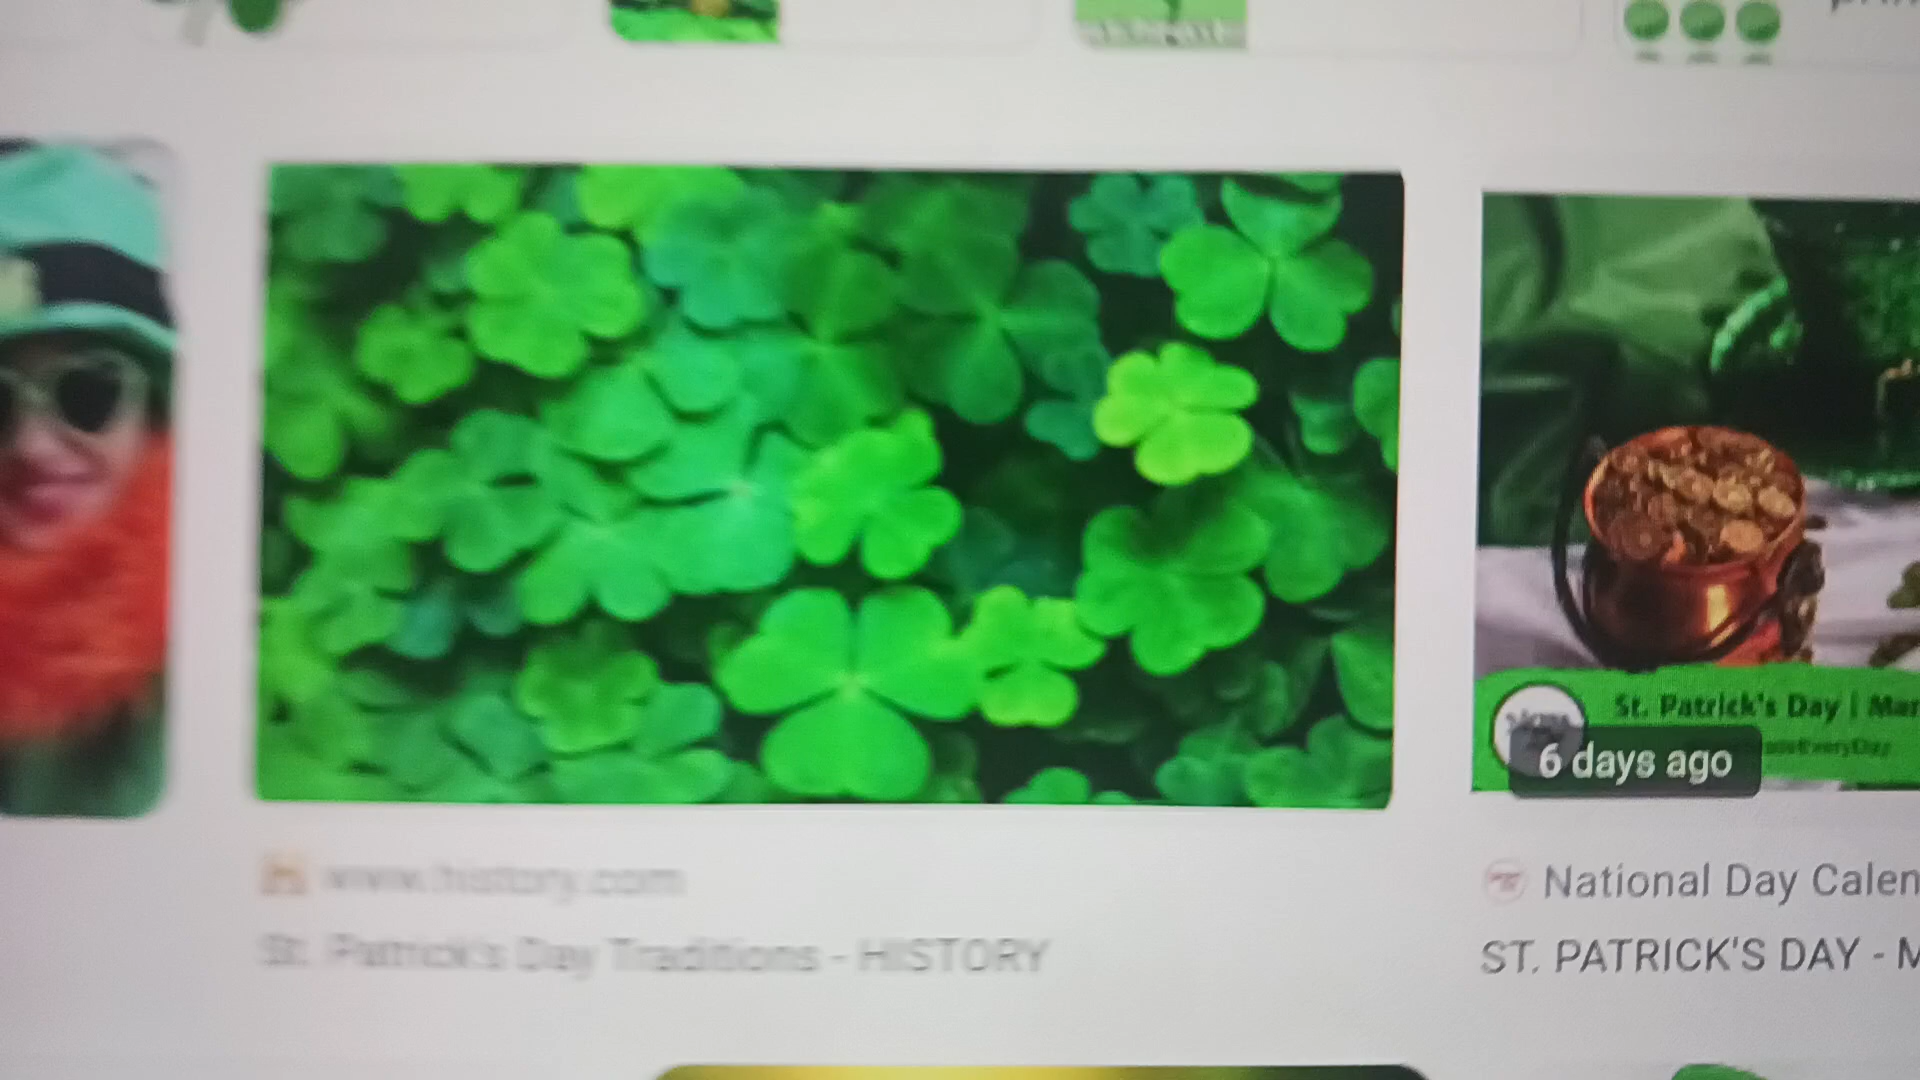 St. Patrick's Day | Mar
6 days ago
www.history.com
St. Patrick's Day Traditions - HISTORY
National Day Calen
ST. PATRICK'S DAY - M